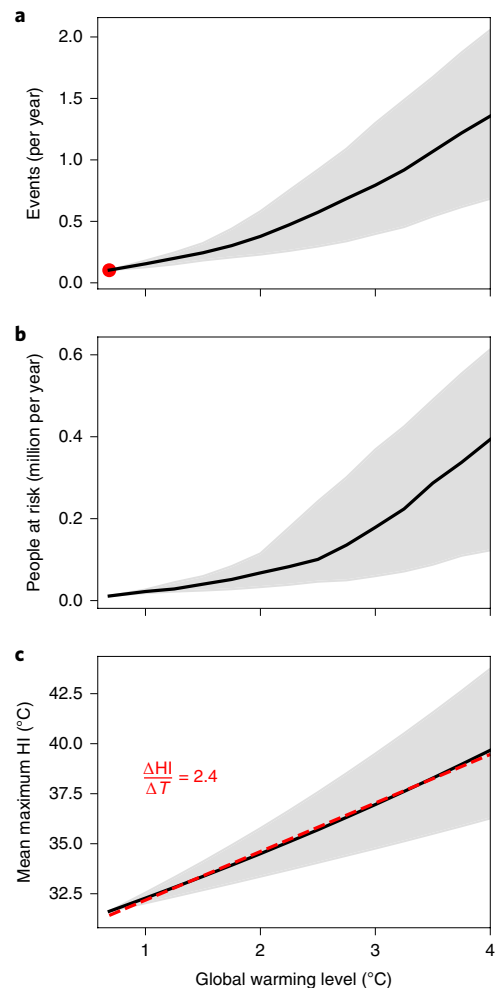 a
2.0
1.5
1.0
0.5
0.0
Events (per year)
b
0.6
0.4
0.2
0.0
People at risk (million per year)
c
42.5
40.0
37.5
35.0
32.5
Mean maximum HI (°C)
ΔHI
ΔT = 2.4
1 2 3 4
Global warming level (°C)